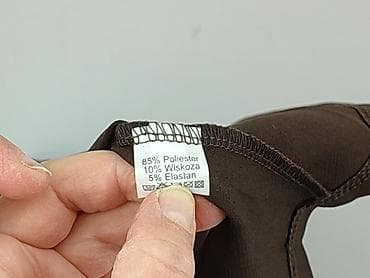 85% Poliester
10% Wiskoza
5% Elastan